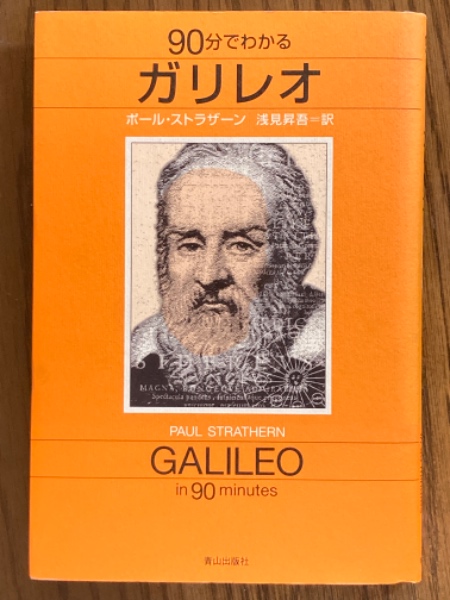 90分でわかる
ガリレオ
ポール・ストラザーン 浅見昇吾=訳
PAUL STRATHERN
GALILEO
in 90 minutes
青山出版社